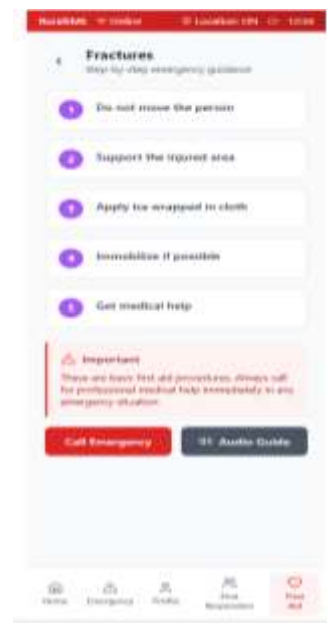 Online
Location: ON
Fractures
Step-by-step emergency guidance
1 Do not move the person
2 Support the injured area
3 Apply ice wrapped in cloth
4 Immobilize if possible
5 Get medical help
Important
These are basic first aid procedures. Always call
for professional medical help immediately in any
emergency situation.
Call Emergency
Audio Guide
Home
Emergency
Profile
First
Responders
First
Aid